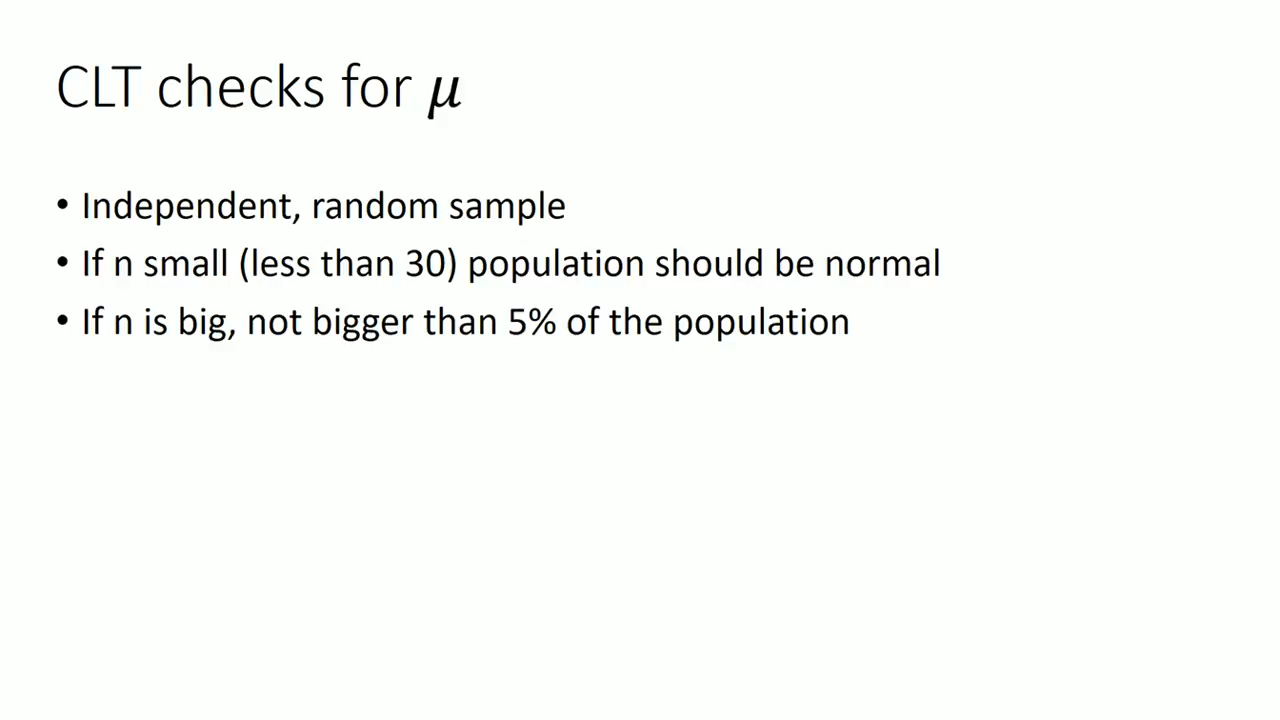 CLT checks for 𝝁
• Independent, random sample
• If n small (less than 30) population should be normal
• If n is big, not bigger than 5% of the population